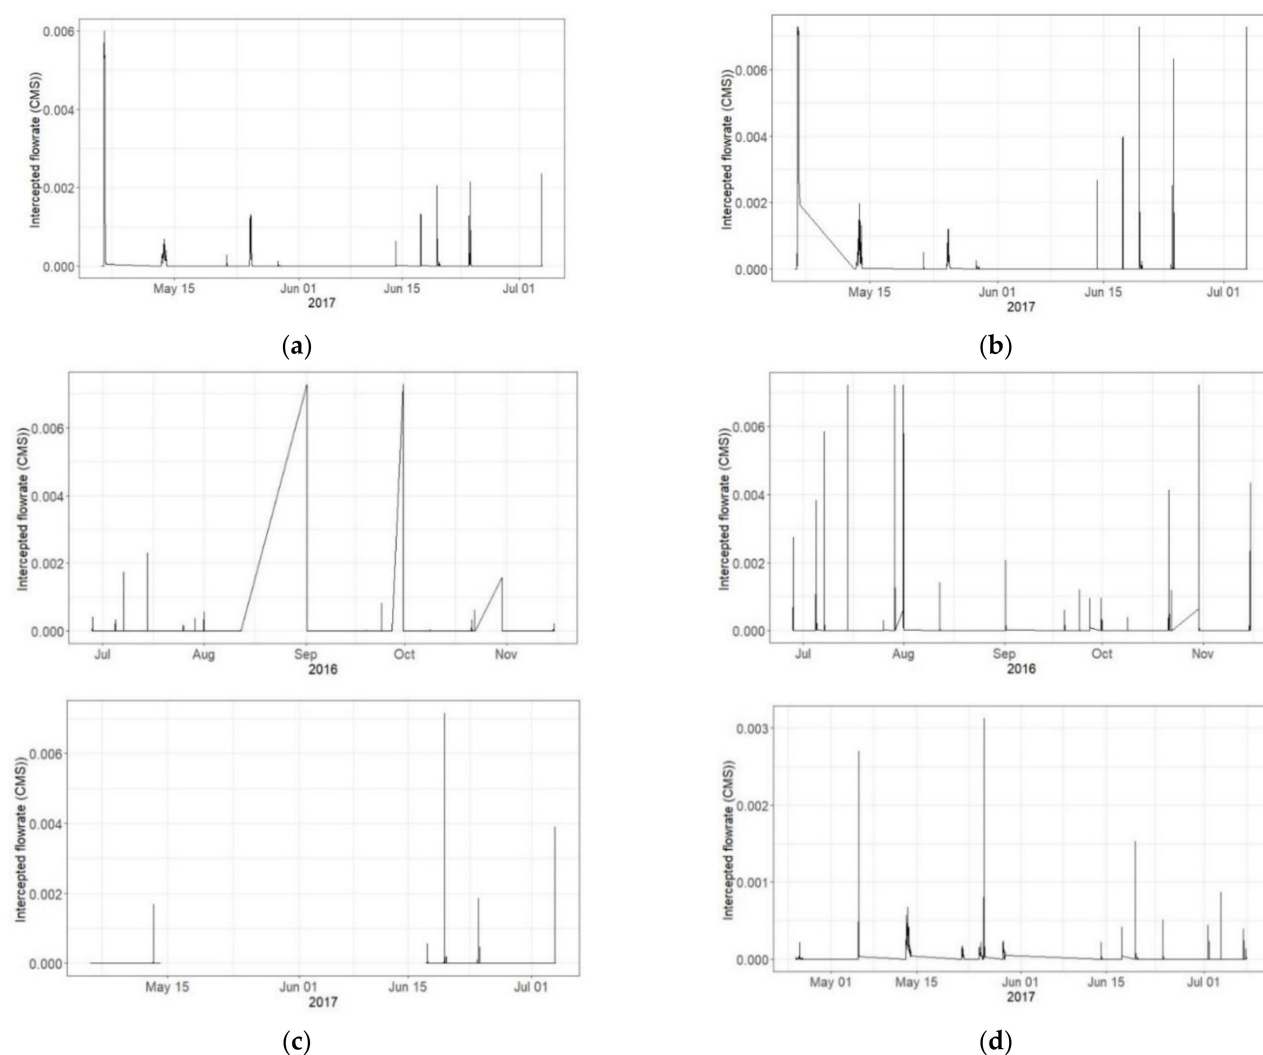 Intercepted flowrate (CMS))
0.006
0.004
0.002
0.000
May 15
Jun 01
Jun 15
Jul 01
2017
(a)
Intercepted flowrate (CMS))
0.006
0.004
0.002
0.000
May 15
Jun 01
Jun 15
Jul 01
2017
(b)
Intercepted flowrate (CMS))
0.006
0.004
0.002
0.000
Jul
Aug
Sep
Oct
Nov
2016
Intercepted flowrate (CMS))
0.006
0.004
0.002
0.000
Jul
Aug
Sep
Oct
Nov
2016
Intercepted flowrate (CMS))
0.006
0.004
0.002
0.000
May 15
Jun 01
Jun 15
Jul 01
2017
(c)
Intercepted flowrate (CMS))
0.003
0.002
0.001
0.000
May 01
May 15
Jun 01
Jun 15
Jul 01
2017
(d)